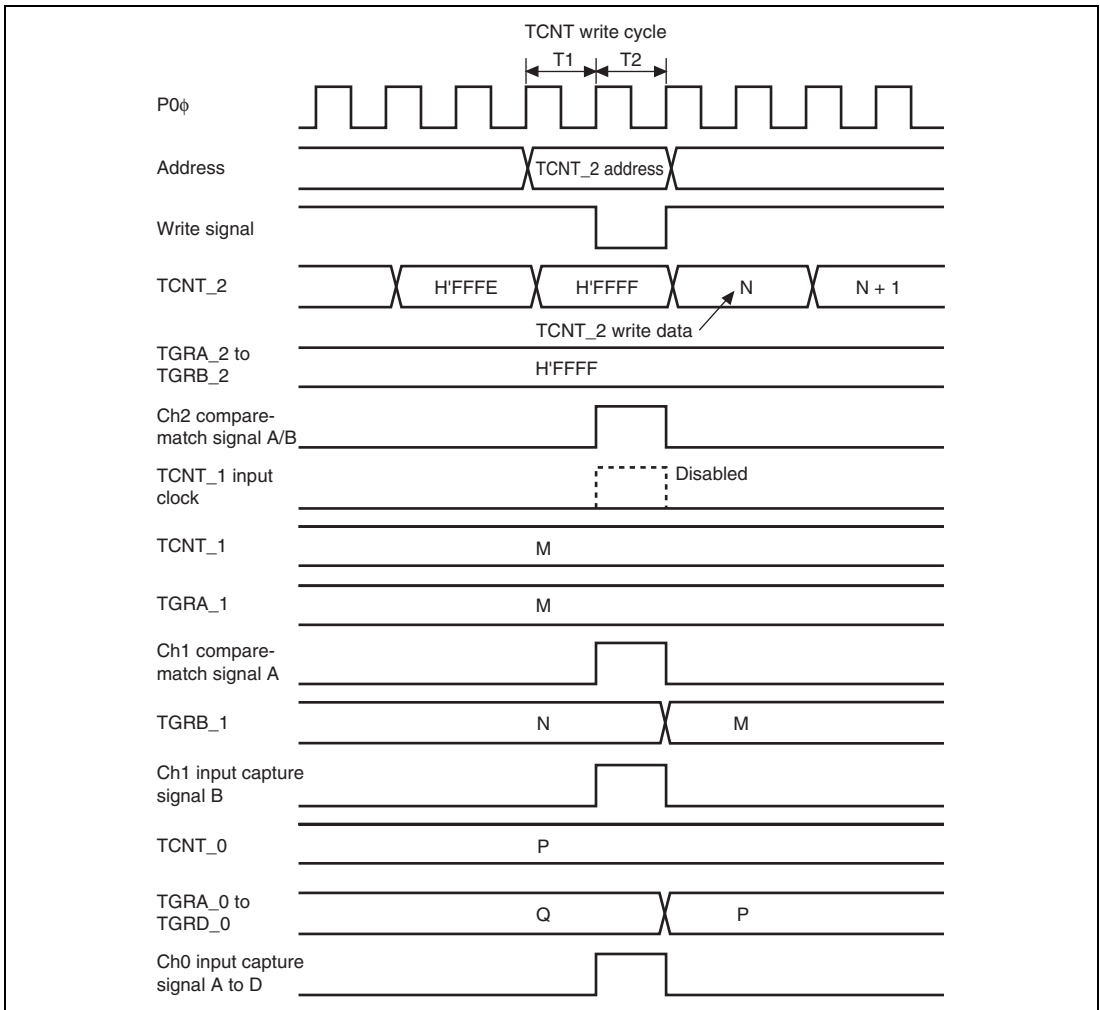 TCNT write cycle
T1 T2
P0ϕ
Address TCNT_2 address
Write signal
TCNT_2 H'FFFE H'FFFF N N + 1
TCNT_2 write data
TGRA_2 to
TGRB_2
H'FFFF
Ch2 compare-
match signal A/B
TCNT_1 input
clock
Disabled
TCNT_1 M
TGRA_1 M
Ch1 compare-
match signal A
TGRB_1 N M
Ch1 input capture
signal B
TCNT_0 P
TGRA_0 to
TGRD_0
Q P
Ch0 input capture
signal A to D